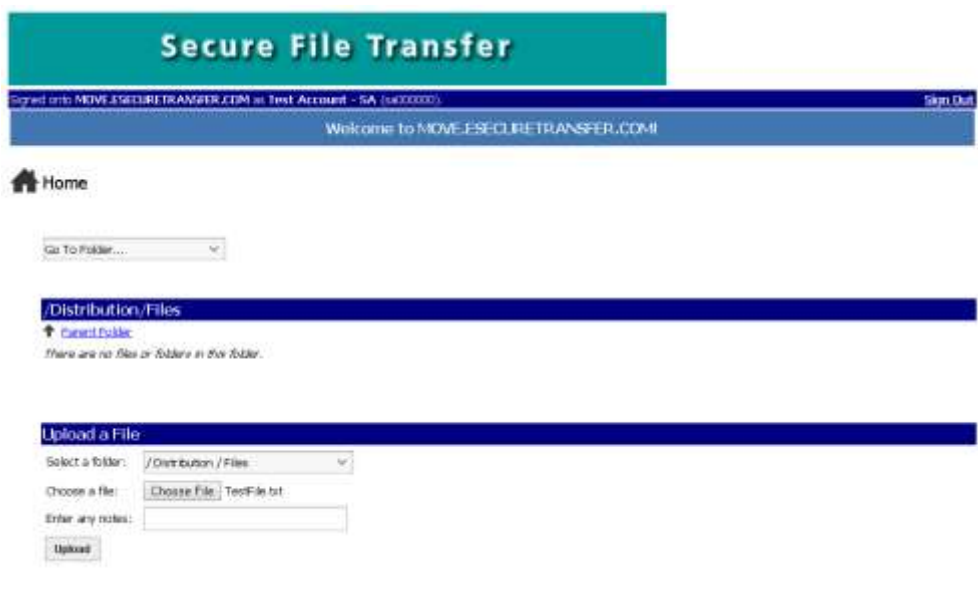 Secure File Transfer
Signed onto MOVE.ESECURETRANSFER.COM as Test Account - SA (sa000000). Sign Out
Welcome to MOVE.ESECURETRANSFER.COM!
Home
Go To Folder....
/Distribution/Files
Parent Folder
There are no files or folders in this folder.
Upload a File
Select a folder: / Distribution / Files
Choose a file: Choose File TestFile.txt
Enter any notes:
Upload